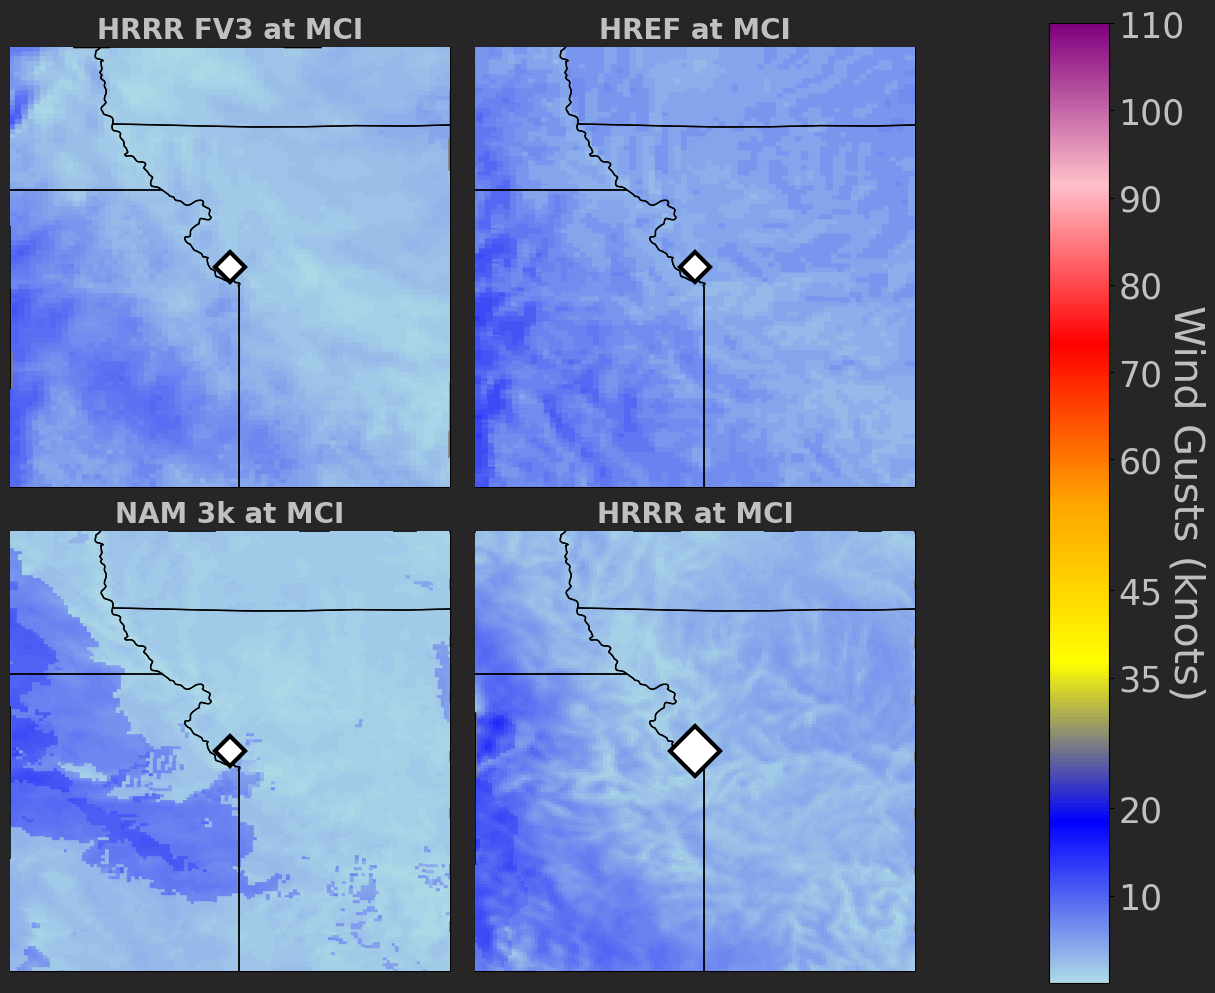 HRRR FV3 at MCI
HREF at MCI
NAM 3k at MCI
HRRR at MCI
110
100
90
80
70
60
45
35
20
10
Wind Gusts (knots)